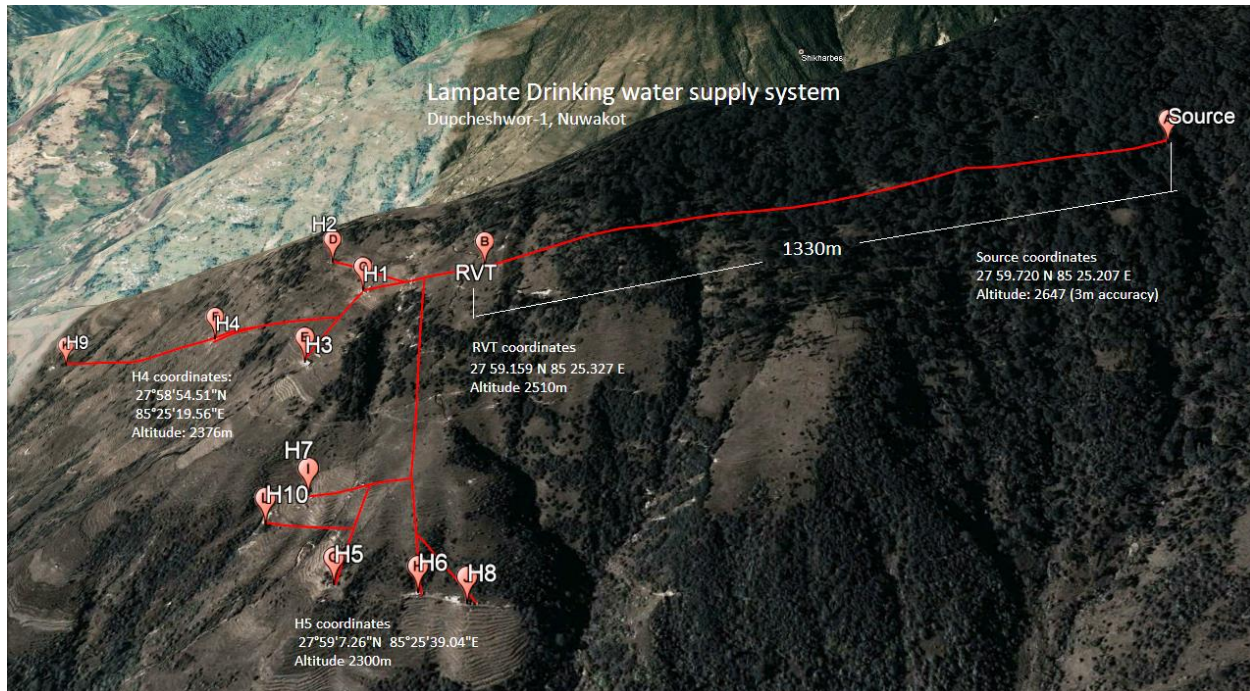 Shikharbes
Lampate Drinking water supply system
Dupcheshwor-1, Nuwakot
Source
H2
D
B
H1
RVT
1330m
Source coordinates
27 59.720 N 85 25.207 E
Altitude: 2647 (3m accuracy)
H4
H9
E
H3
RVT coordinates
27 59.159 N 85 25.327 E
Altitude 2510m
H4 coordinates:
27°58'54.51"N
85°25'19.56"E
Altitude: 2376m
H7
I
H10
H5
H6
H8
H5 coordinates
27°59'7.26"N 85°25'39.04"E
Altitude 2300m